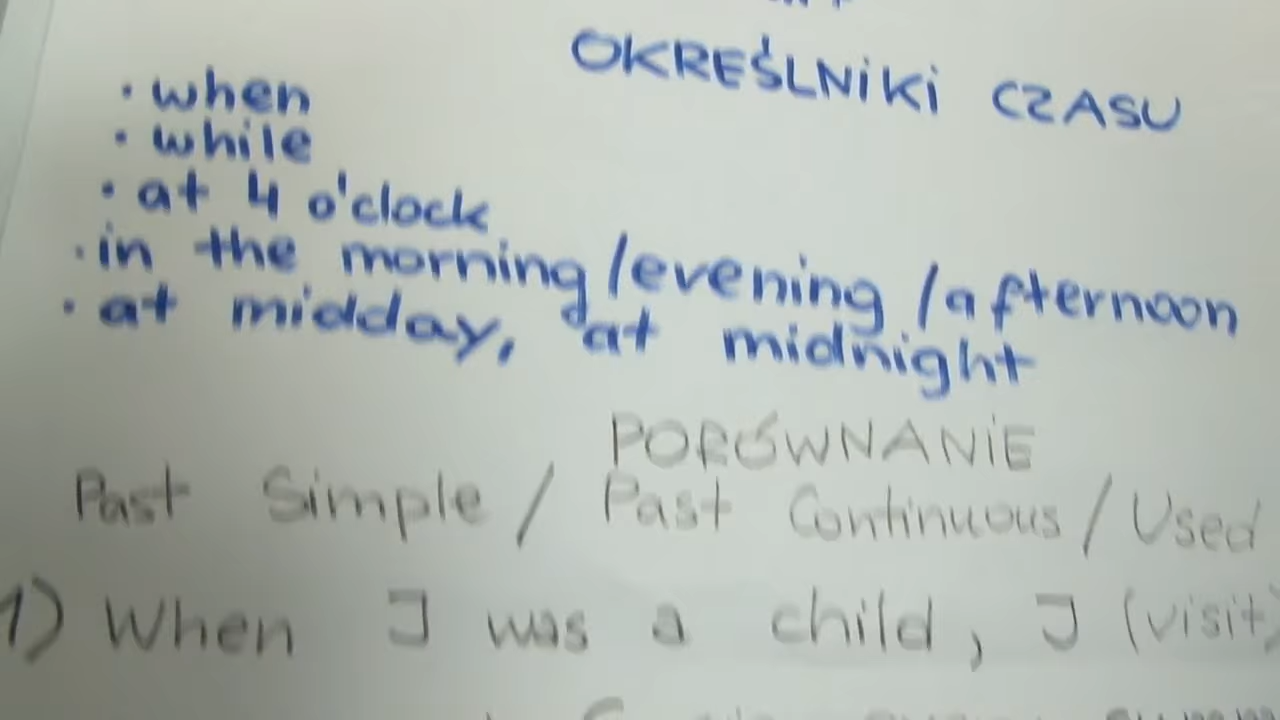 OKREŚLNiKi CZASU
• when
• while
• at 4 o'clock
• in the morning/evening/afternoon
• at midday, at midnight
PORÓWNANiE
Past Simple / Past Continuous / Used
1) When I was a child, I (visit)